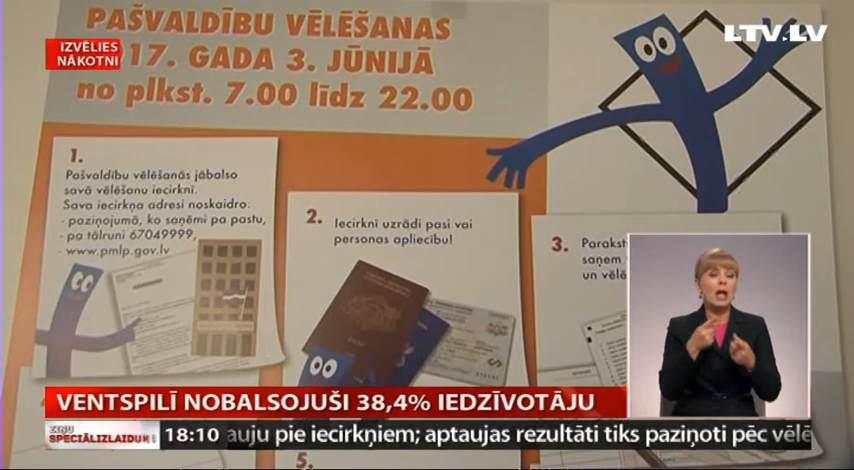 PAŠVALDĪBU VĒLĒŠANAS
17. GADA 3. JŪNIJĀ
no plkst. 7.00 līdz 22.00
IZVĒLIES
NĀKOTNI
LTV.LV
1.
Pašvaldību vēlēšanās jābalso
savā vēlēšanu iecirknī.
Sava iecirkņa adresi noskaidro:
- paziņojumā, ko saņēmi pa pastu,
- pa tālruni 67049999,
- www.pmlp.gov.lv
2.
Iecirknī uzrādi pasi vai
personas apliecību!
3.
saņem
un
VENTSPILĪ NOBALSOJUŠI 38,4% IEDZĪVOTĀJU
ZIŅU
SPECIĀLIZLAIDUMS
18:10 auju pie iecirkņiem; aptaujas rezultāti tiks paziņoti pēc vēlē
5.